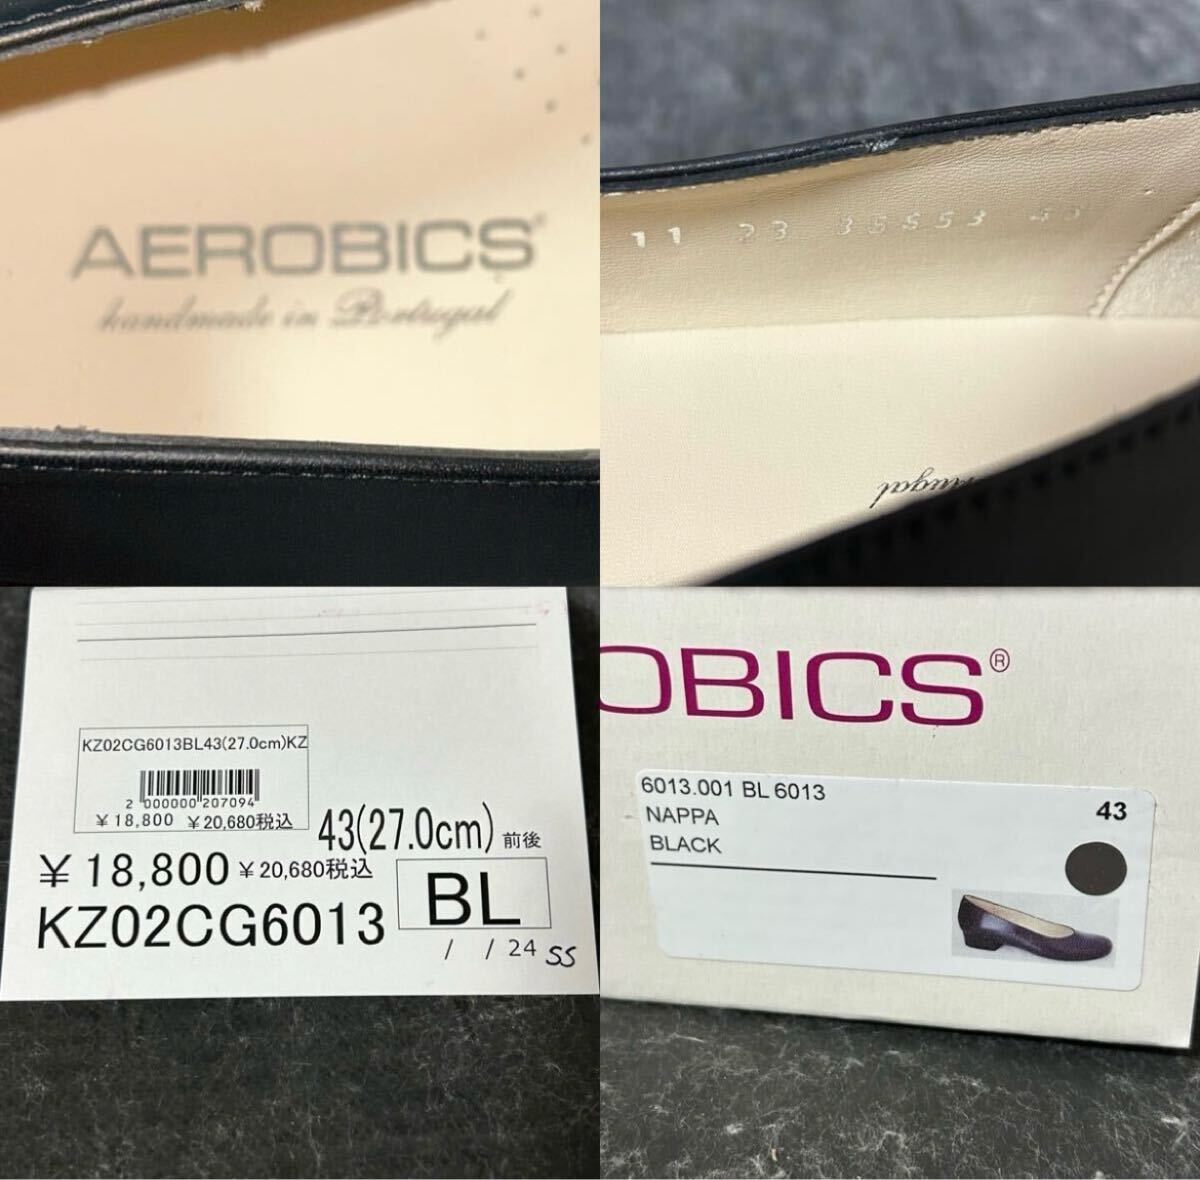 AEROBICS®
handmade in Portugal
11 23 35553
KZ02CG6013BL43(27.0cm)KZ
2 000000 207094
￥18,800 ￥20,680税込
43(27.0cm) 前後
￥18,800 ￥20,680税込
KZ02CG6013 BL
/ / 24 SS
OBICS®
6013.001 BL 6013
NAPPA 43
BLACK